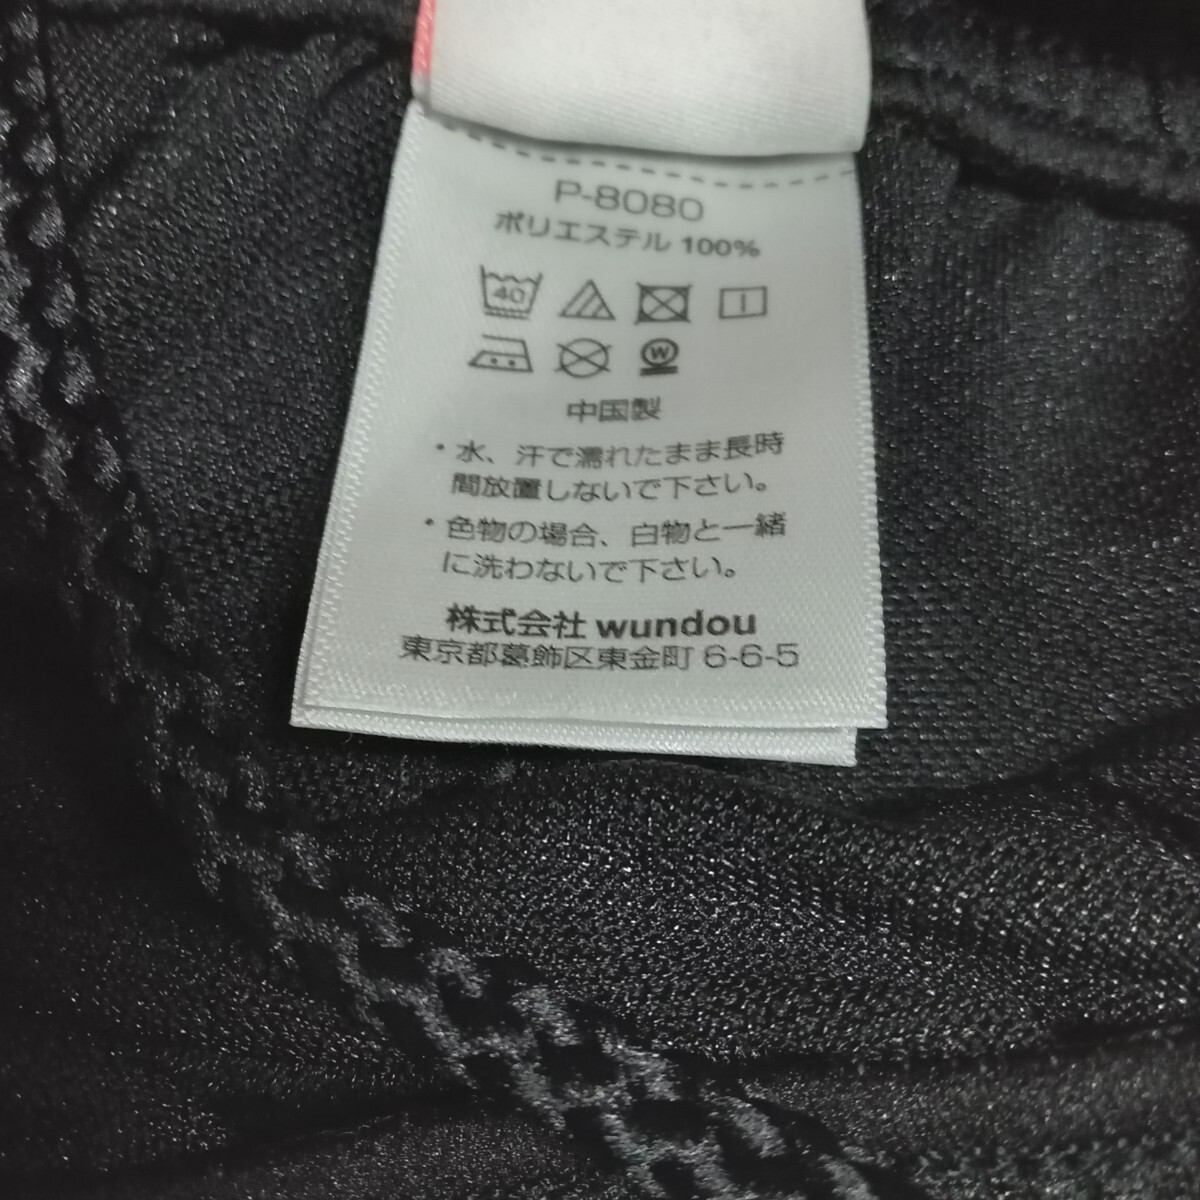 P-8080
ポリエステル 100%
40
W
中国製
・水、汗で濡れたまま長時
間放置しないで下さい。
・色物の場合、白物と一緒
に洗わないで下さい。
株式会社 wundou
東京都葛飾区東金町 6-6-5